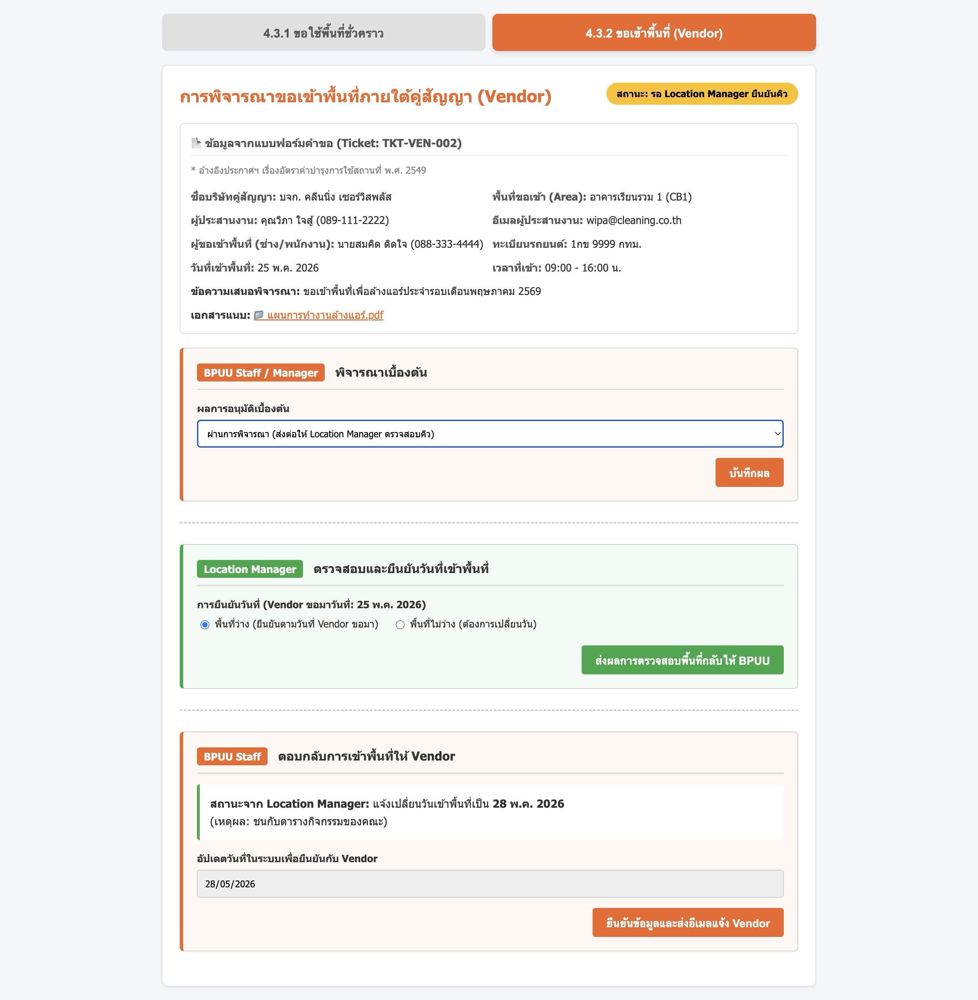 4.3.1 ขอใช้พื้นที่ชั่วคราว
4.3.2 ขอเข้าพื้นที่ (Vendor)
การพิจารณาขอเข้าพื้นที่ภายใต้คู่สัญญา (Vendor)
สถานะ: รอ Location Manager ยืนยันคิว
ข้อมูลจากแบบฟอร์มคำขอ (Ticket: TKT-VEN-002)
* อ้างอิงประกาศฯ เรื่องอัตราค่าบำรุงการใช้สถานที่ พ.ศ. 2549
ชื่อบริษัทคู่สัญญา: บจก. คลีนนิ่ง เซอร์วิสพลัส
พื้นที่ขอเข้า (Area): อาคารเรียนรวม 1 (CB1)
ผู้ประสานงาน: คุณวิภา ใจสู้ (089-111-2222)
อีเมลผู้ประสานงาน: wipa@cleaning.co.th
ผู้ขอเข้าพื้นที่ (ช่าง/พนักงาน): นายสมคิด ติดใจ (088-333-4444)
ทะเบียนรถยนต์: 1กข 9999 กทม.
วันที่เข้าพื้นที่: 25 พ.ค. 2026
เวลาที่เข้า: 09:00 - 16:00 น.
ข้อความเสนอพิจารณา: ขอเข้าพื้นที่เพื่อล้างแอร์ประจำรอบเดือนพฤษภาคม 2569
เอกสารแนบ: แผนการทำงานล้างแอร์.pdf
BPUU Staff / Manager พิจารณาเบื้องต้น
ผลการอนุมัติเบื้องต้น
ผ่านการพิจารณา (ส่งต่อให้ Location Manager ตรวจสอบคิว)
บันทึกผล
Location Manager ตรวจสอบและยืนยันวันที่เข้าพื้นที่
การยืนยันวันที่ (Vendor ขอมาวันที่: 25 พ.ค. 2026)
พื้นที่ว่าง (ยืนยันตามวันที่ Vendor ขอมา) พื้นที่ไม่ว่าง (ต้องการเปลี่ยนวัน)
ส่งผลการตรวจสอบพื้นที่กลับให้ BPUU
BPUU Staff ตอบกลับการเข้าพื้นที่ให้ Vendor
สถานะจาก Location Manager: แจ้งเปลี่ยนวันเข้าพื้นที่เป็น 28 พ.ค. 2026
(เหตุผล: ชนกับตารางกิจกรรมของคณะ)
อัปเดตวันที่ในระบบเพื่อยืนยันกับ Vendor
28/05/2026
ยืนยันข้อมูลและส่งอีเมลแจ้ง Vendor